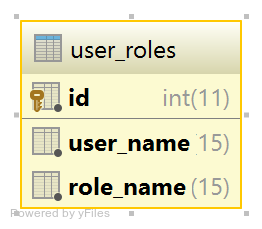 user_roles
id int(11)
user_name 15)
role_name (15)
Powered by yFiles